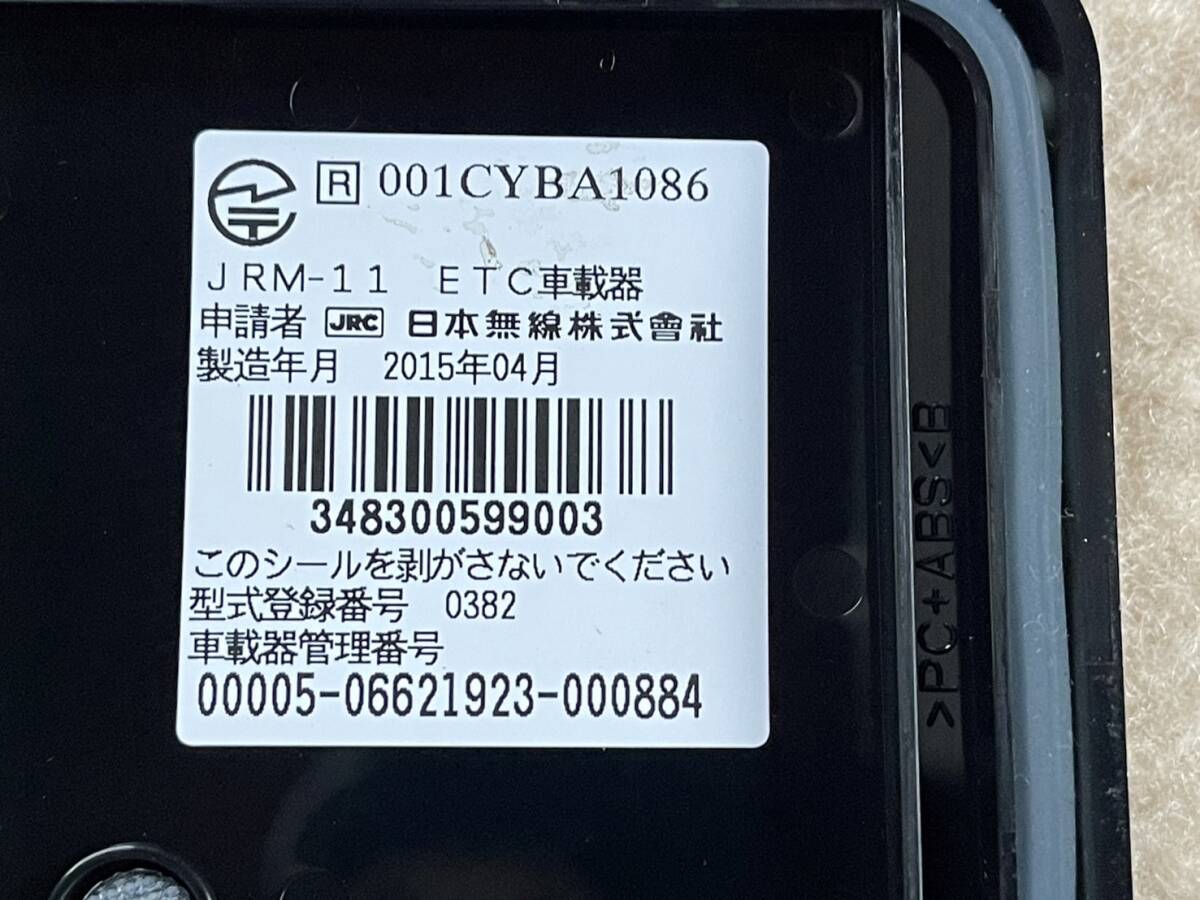 R 001CYBA1086
ＪＲＭ－１１　ＥＴＣ車載器
申請者 JRC 日本無線株式會社
製造年月　2015年04月
348300599003
このシールを剥がさないでください
型式登録番号　0382
車載器管理番号
00005-06621923-000884
>PC+ABS<B